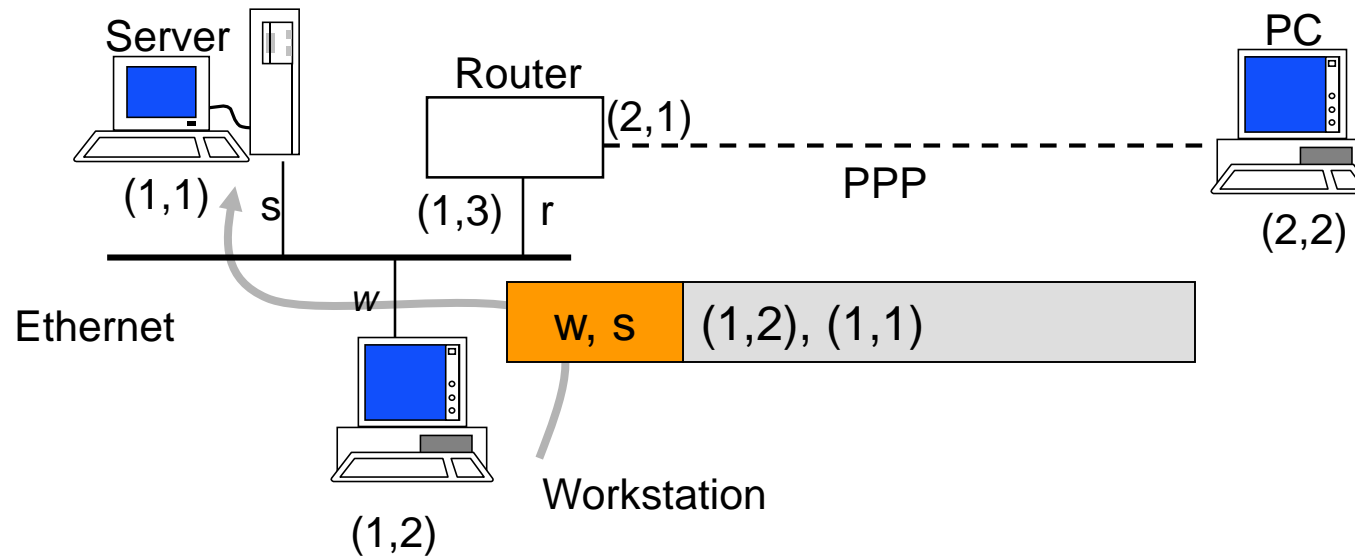 Server
PC
Router
(2,1)
PPP
(1,1)
s
(1,3)
r
(2,2)
w
Ethernet
w, s
(1,2), (1,1)
Workstation
(1,2)